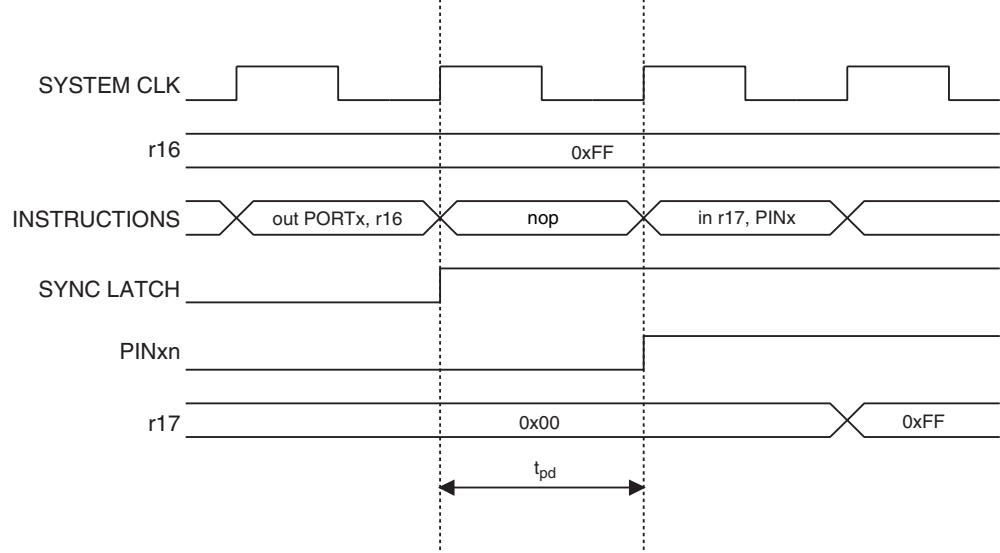 SYSTEM CLK
r16
0xFF
INSTRUCTIONS
out PORTx, r16
nop
in r17, PINx
SYNC LATCH
PINxn
r17
0x00
0xFF
tpd